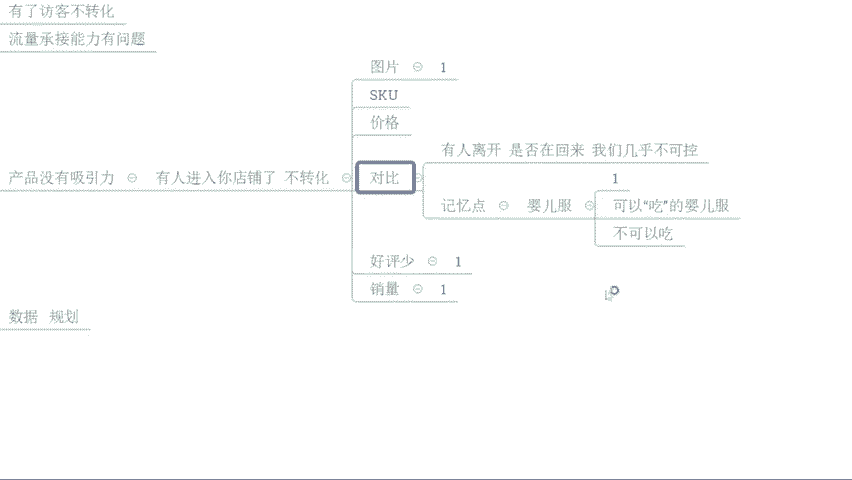 有了访客不转化
流量承接能力有问题
图片 1
SKU
价格
有人离开 是否在回来 我们几乎不可控
1
产品没有吸引力 有人进入你店铺了 不转化 对比
记忆点 婴儿服 可以“吃”的婴儿服
不可以吃
好评少 1
销量 1
数据 规划